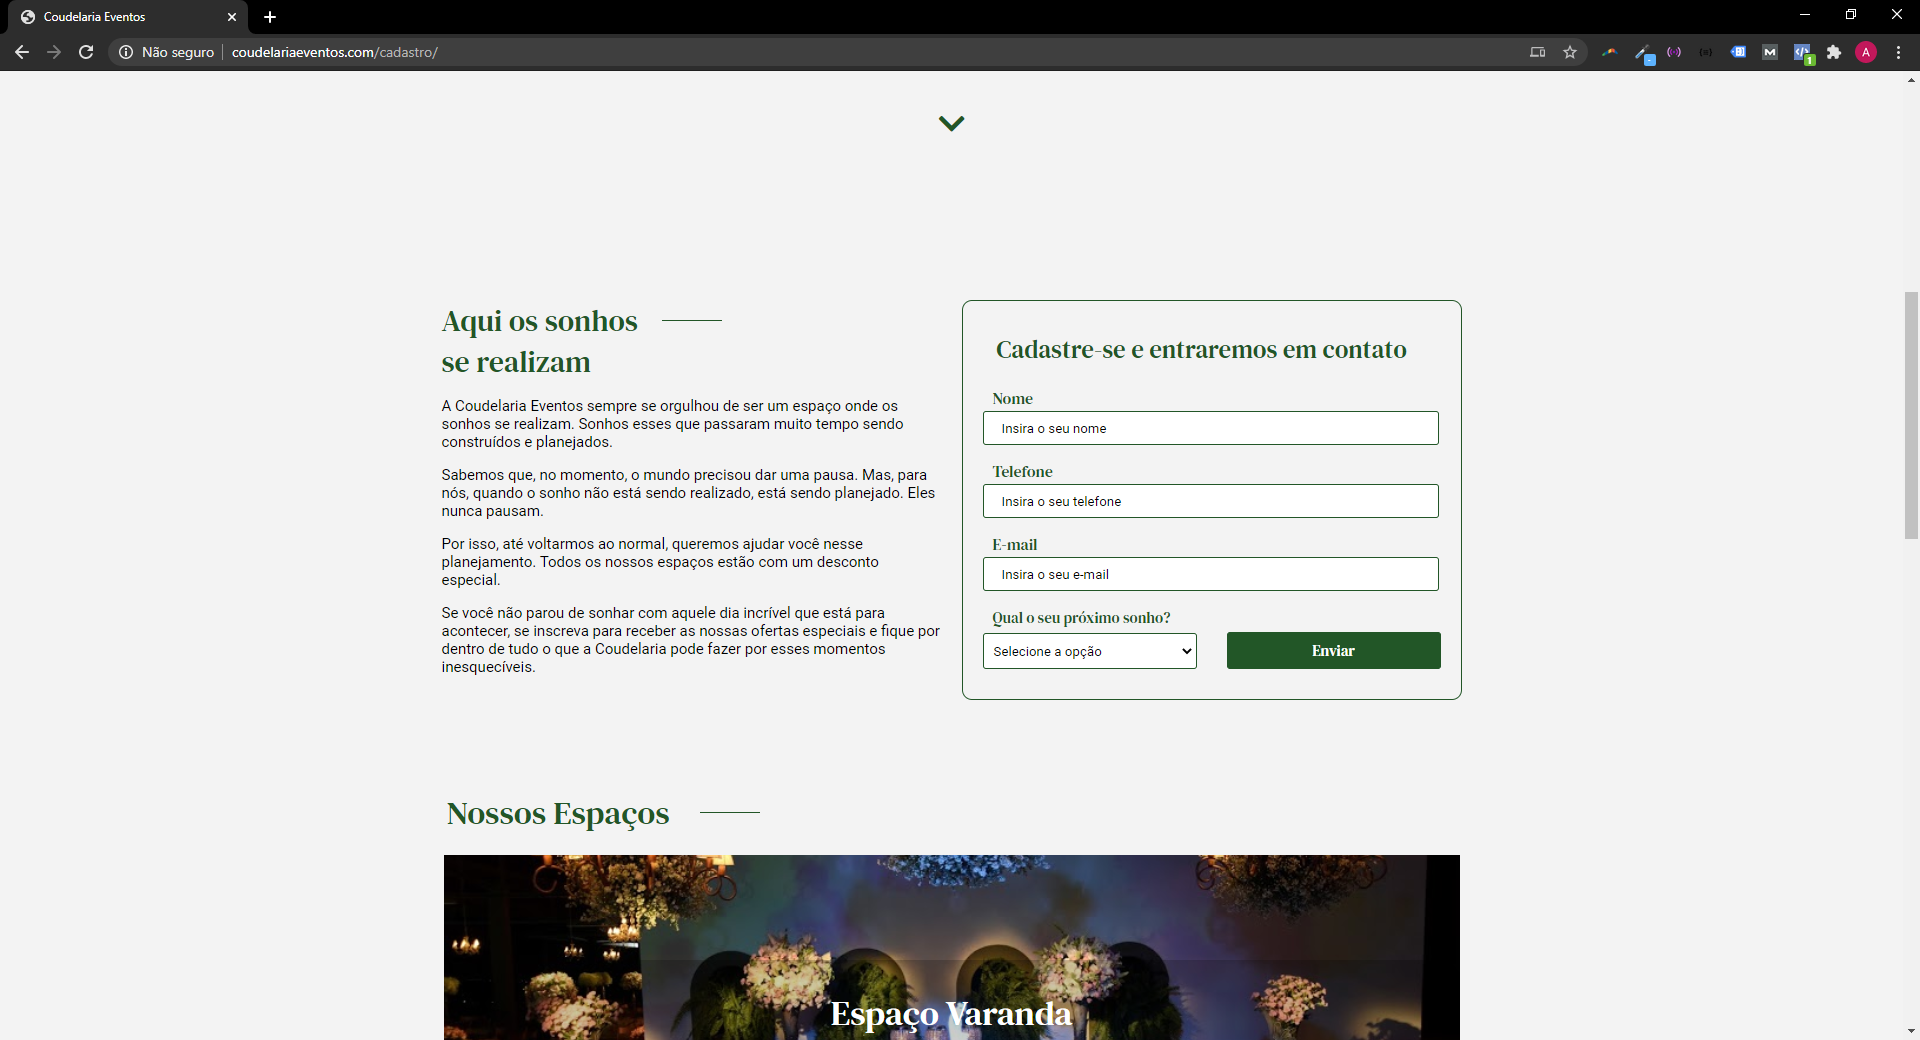 Coudelaria Eventos
Não seguro
coudelariaeventos.com/cadastro/
1
A
Aqui os sonhos
se realizam
A Coudelaria Eventos sempre se orgulhou de ser um espaço onde os
sonhos se realizam. Sonhos esses que passaram muito tempo sendo
construídos e planejados.
Sabemos que, no momento, o mundo precisou dar uma pausa. Mas, para
nós, quando o sonho não está sendo realizado, está sendo planejado. Eles
nunca pausam.
Por isso, até voltarmos ao normal, queremos ajudar você nesse
planejamento. Todos os nossos espaços estão com um desconto
especial.
Se você não parou de sonhar com aquele dia incrível que está para
acontecer, se inscreva para receber as nossas ofertas especiais e fique por
dentro de tudo o que a Coudelaria pode fazer por esses momentos
inesquecíveis.
Cadastre-se e entraremos em contato
Nome
Insira o seu nome
Telefone
Insira o seu telefone
E-mail
Insira o seu e-mail
Qual o seu próximo sonho?
Selecione a opção
Enviar
Nossos Espaços
Espaço Varanda